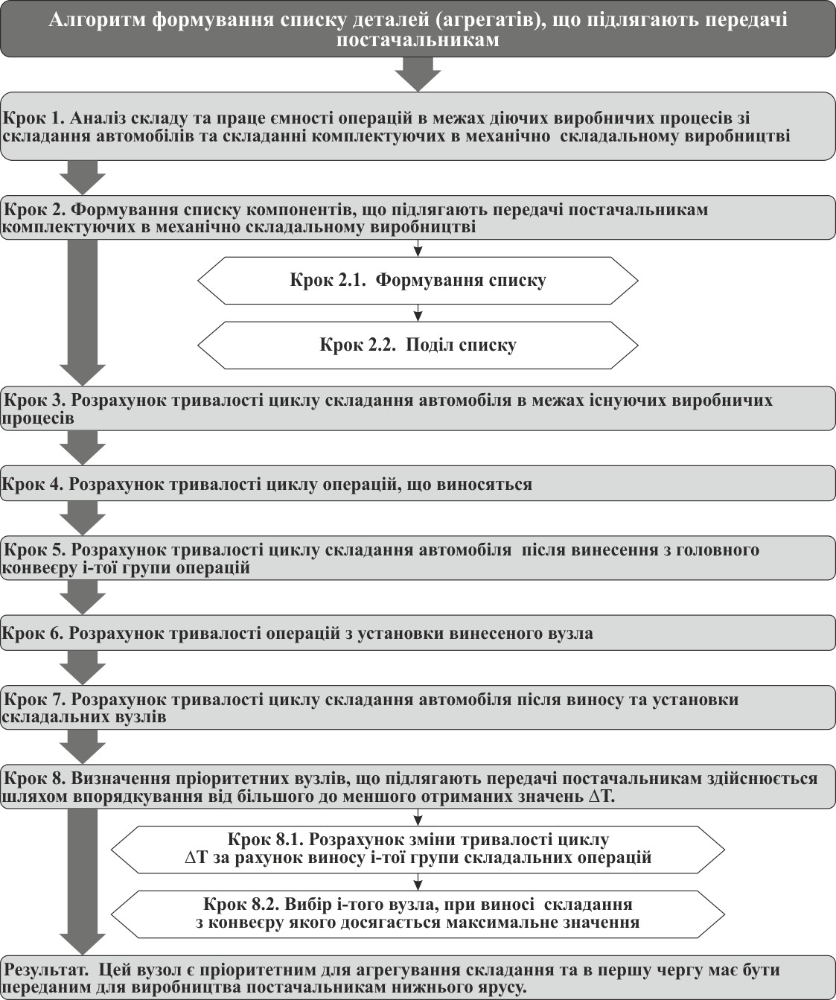 Алгоритм формування списку деталей (агрегатів), що підлягають передачі
постачальникам
Крок 1. Аналіз складу та праце ємності операцій в межах діючих виробничих процесів зі
складання автомобілів та складанні комплектуючих в механічно складальному виробництві
Крок 2. Формування списку компонентів, що підлягають передачі постачальникам
комплектуючих в механічно складальному виробництві
Крок 2.1. Формування списку
Крок 2.2. Поділ списку
Крок 3. Розрахунок тривалості циклу складання автомобіля в межах існуючих виробничих
процесів
Крок 4. Розрахунок тривалості циклу операцій, що виносяться
Крок 5. Розрахунок тривалості циклу складання автомобіля після винесення з головного
конвеєру і-тої групи операцій
Крок 6. Розрахунок тривалості операцій з установки винесеного вузла
Крок 7. Розрахунок тривалості циклу складання автомобіля після виносу та установки
складальних вузлів
Крок 8. Визначення пріоритетних вузлів, що підлягають передачі постачальникам здійснюється
шляхом впорядкування від більшого до меншого отриманих значень ΔТ.
Крок 8.1. Розрахунок зміни тривалості циклу
ΔТ за рахунок виносу і-тої групи складальних операцій
Крок 8.2. Вибір і-того вузла, при виносі складання
з конвеєру якого досягається максимальне значення
Результат. Цей вузол є пріоритетним для агрегування складання та в першу чергу має бути
переданим для виробництва постачальникам нижнього ярусу.